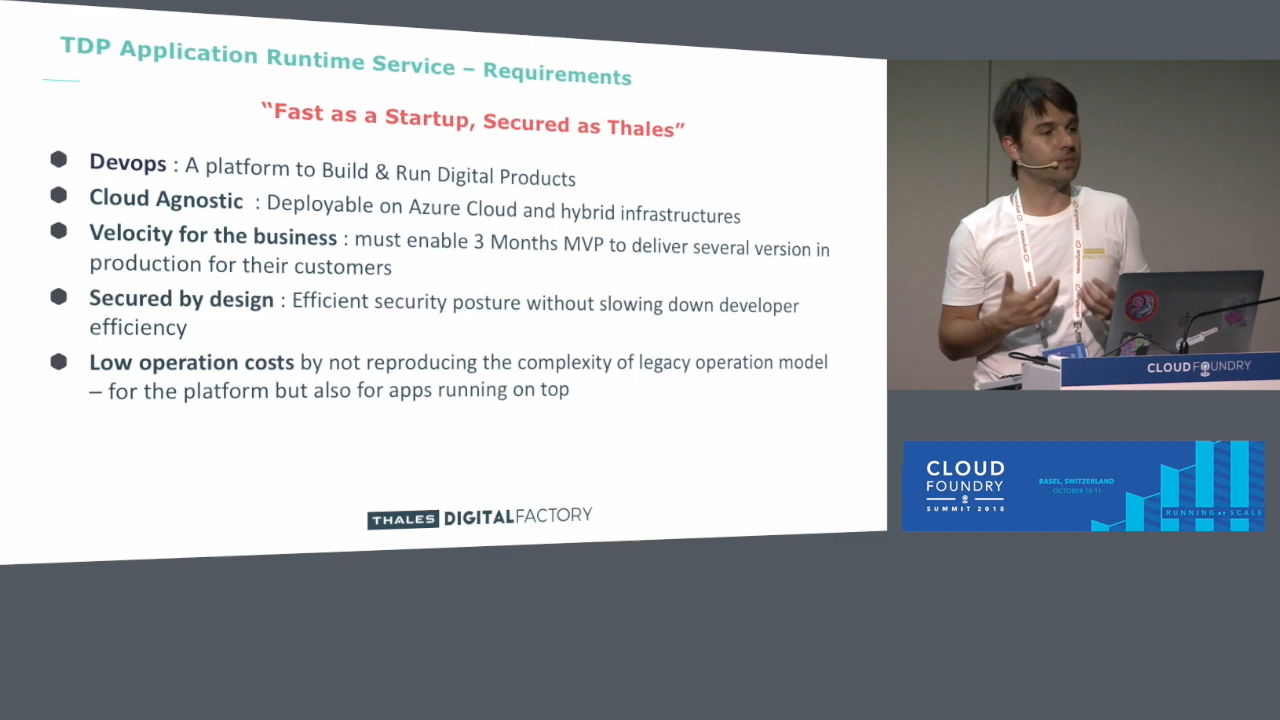 TDP Application Runtime Service – Requirements
“Fast as a Startup, Secured as Thales”
Devops : A platform to Build & Run Digital Products
Cloud Agnostic : Deployable on Azure Cloud and hybrid infrastructures
Velocity for the business : must enable 3 Months MVP to deliver several version in
production for their customers
Secured by design : Efficient security posture without slowing down developer
efficiency
Low operation costs by not reproducing the complexity of legacy operation model
– for the platform but also for apps running on top
THALES DIGITALFACTORY
CLOUD FOUNDRY
CLOUD
FOUNDRY
SUMMIT 2018
BASEL, SWITZERLAND
OCTOBER 10-11
RUNNING at SCALE